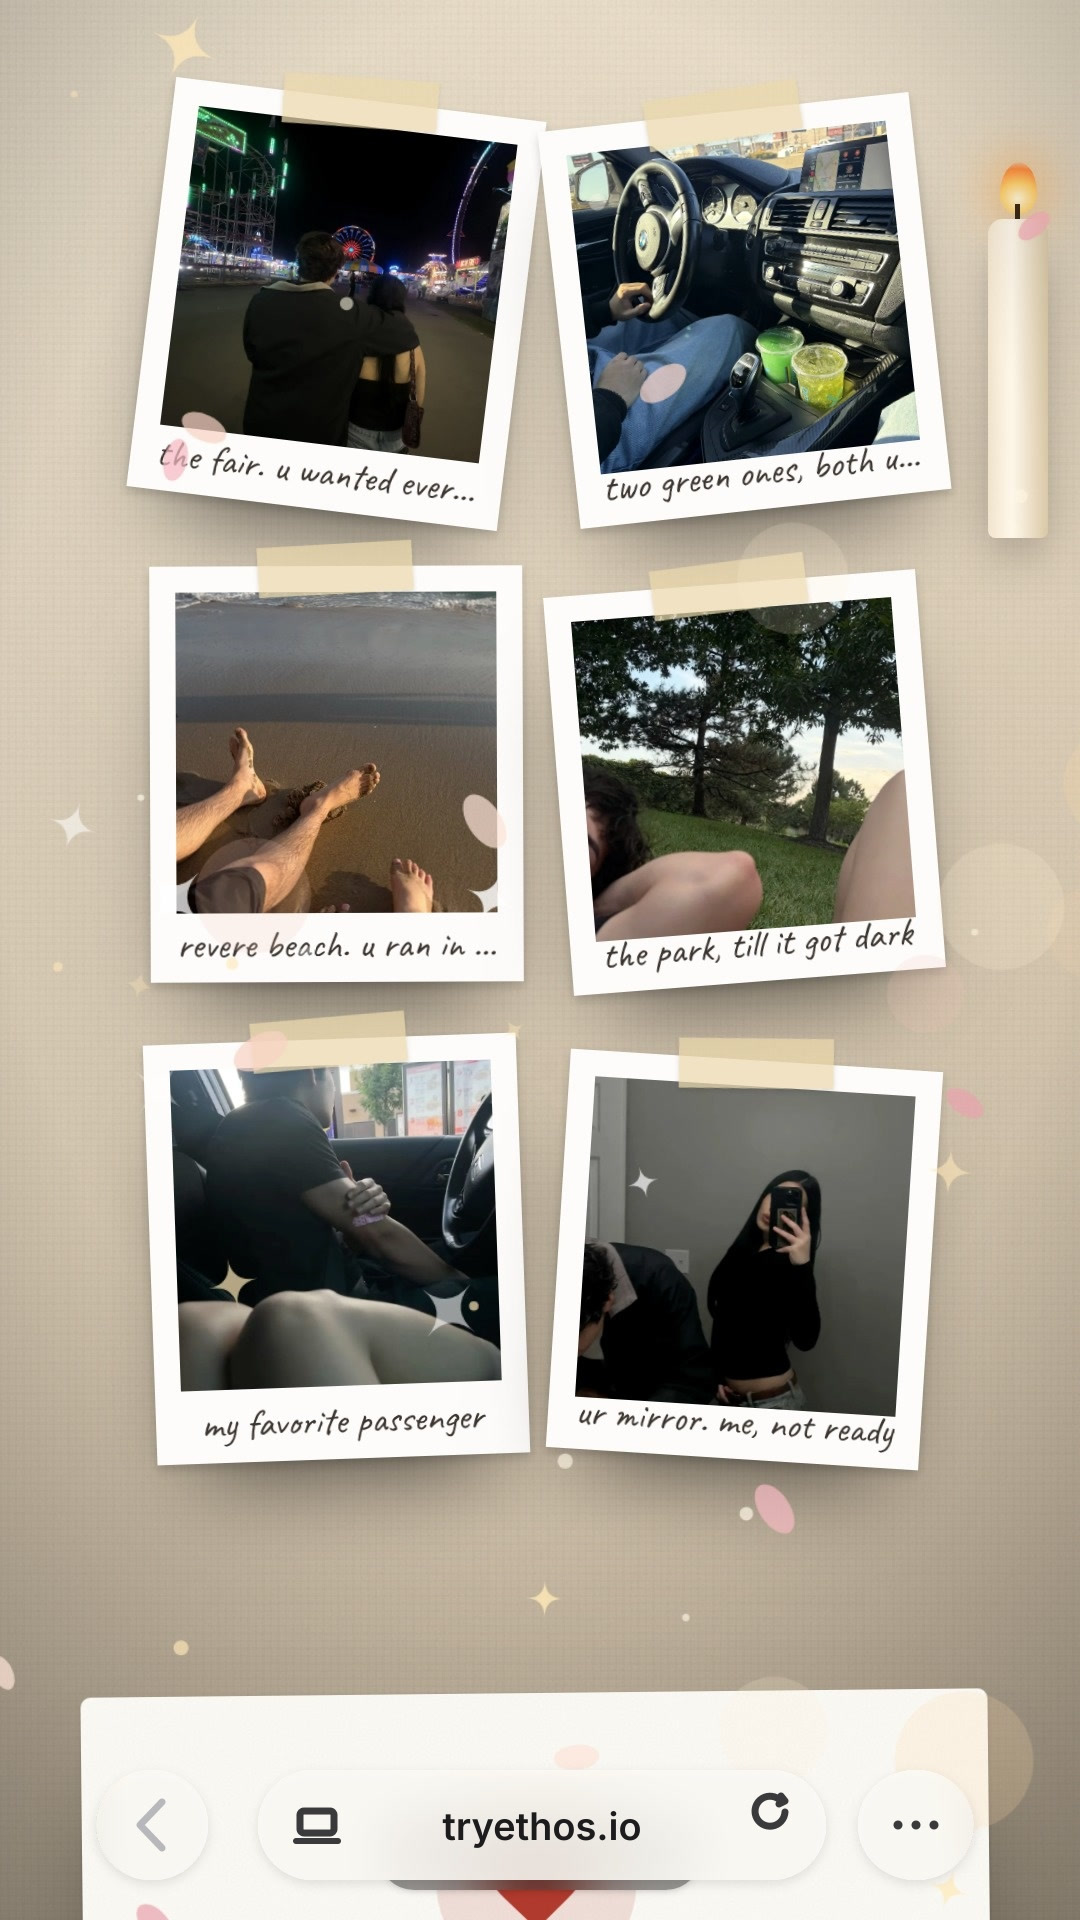 the fair. u wanted ever...
two green ones, both u...
revere beach. u ran in ...
the park, till it got dark
my favorite passenger
ur mirror. me, not ready
tryethos.io